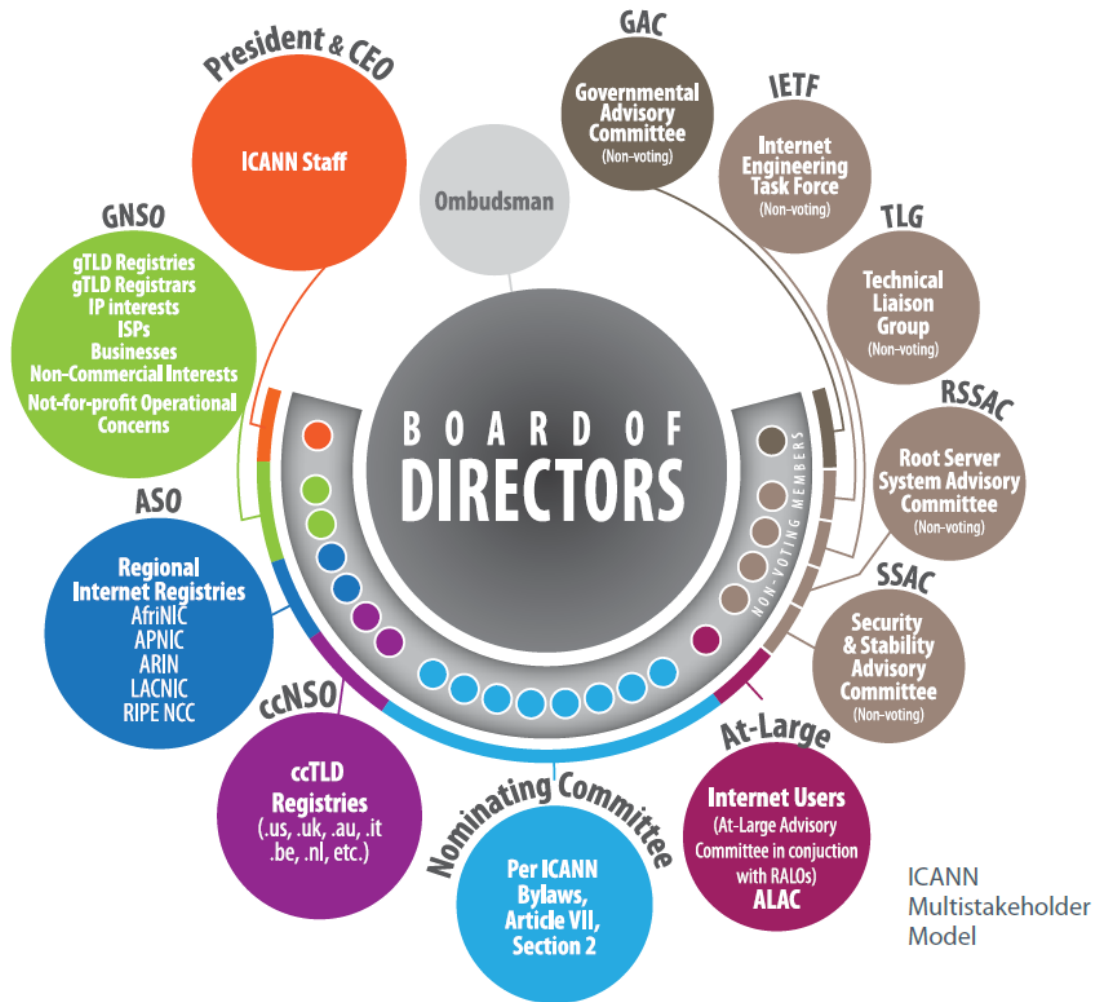 President & CEO
ICANN Staff
GNSO
gTLD Registries
gTLD Registrars
IP interests
ISPs
Businesses
Non-Commercial Interests
Not-for-profit Operational
Concerns
ASO
Regional
Internet Registries
AfriNIC
APNIC
ARIN
LACNIC
RIPE NCC
ccNSO
ccTLD
Registries
(.us, .uk, .au, .it
.be, .nl, etc.)
Nominating Committee
Per ICANN
Bylaws,
Article VII,
Section 2
At-Large
Internet Users
(At-Large Advisory
Committee in conjuction
with RALOs)
ALAC
SSAC
Security
& Stability
Advisory
Committee
(Non-voting)
RSSAC
Root Server
System Advisory
Committee
(Non-voting)
TLG
Technical
Liaison
Group
(Non-voting)
IETF
Internet
Engineering
Task Force
(Non-voting)
GAC
Governmental
Advisory
Committee
(Non-voting)
Ombudsman
BOARD OF
DIRECTORS
NON-VOTING MEMBERS
ICANN
Multistakeholder
Model